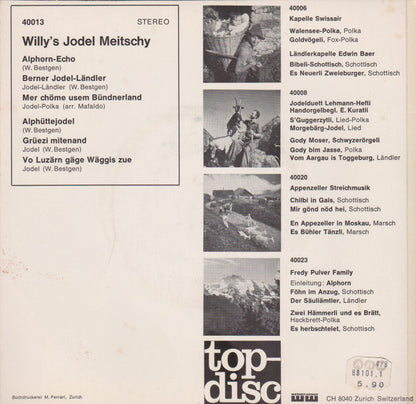 40013 STEREO
Willy's Jodel Meitschy
Alphorn-Echo
(W. Bestgen)
Berner Jodel-Ländler
Jodel-Ländler (W. Bestgen)
Mer chöme usem Bündnerland
Jodel-Polka (arr. Mafaldo)
Alphüttejodel
Jodel (W. Bestgen)
Grüezi mitenand
Jodel (W. Bestgen)
Vo Luzärn gäge Wäggis zue
Jodel (W. Bestgen)
40006
Kapelle Swissair
Walensee-Polka, Polka
Goldvögeli, Fox-Polka
Ländlerkapelle Edwin Baer
Bibeli-Schottisch, Schottisch
Es Neuerli Zweieburger, Schottisch
40008
Jodelduett Lehmann-Hefti
Handorgelbegl. E. Kuratli
S'Guggerzytli, Lied-Polka
Morgebärg-Jodel, Lied
Gody Moser, Schwyzerörgeli
Gody bim Jasse, Polka
Vom Aargau is Toggeburg, Ländler
40020
Appenzeller Streichmusik
Chilbi in Gais, Schottisch
Mir gönd nöd hei, Schottisch
En Appezeller in Moskau, Marsch
Es Bühler Tänzli, Marsch
40023
Fredy Pulver Family
Einleitung: Alphorn
Föhn im Anzug, Schottisch
Der Säuliämtler, Ländler
Zwei Hämmerli und es Brätt,
Hackbrett-Polka
Es herbschtelet, Schottisch
top-
disc
478
88101.1
5.90
Buchdruckerei M. Ferrari, Zürich
CH 8040 Zurich Switzerland